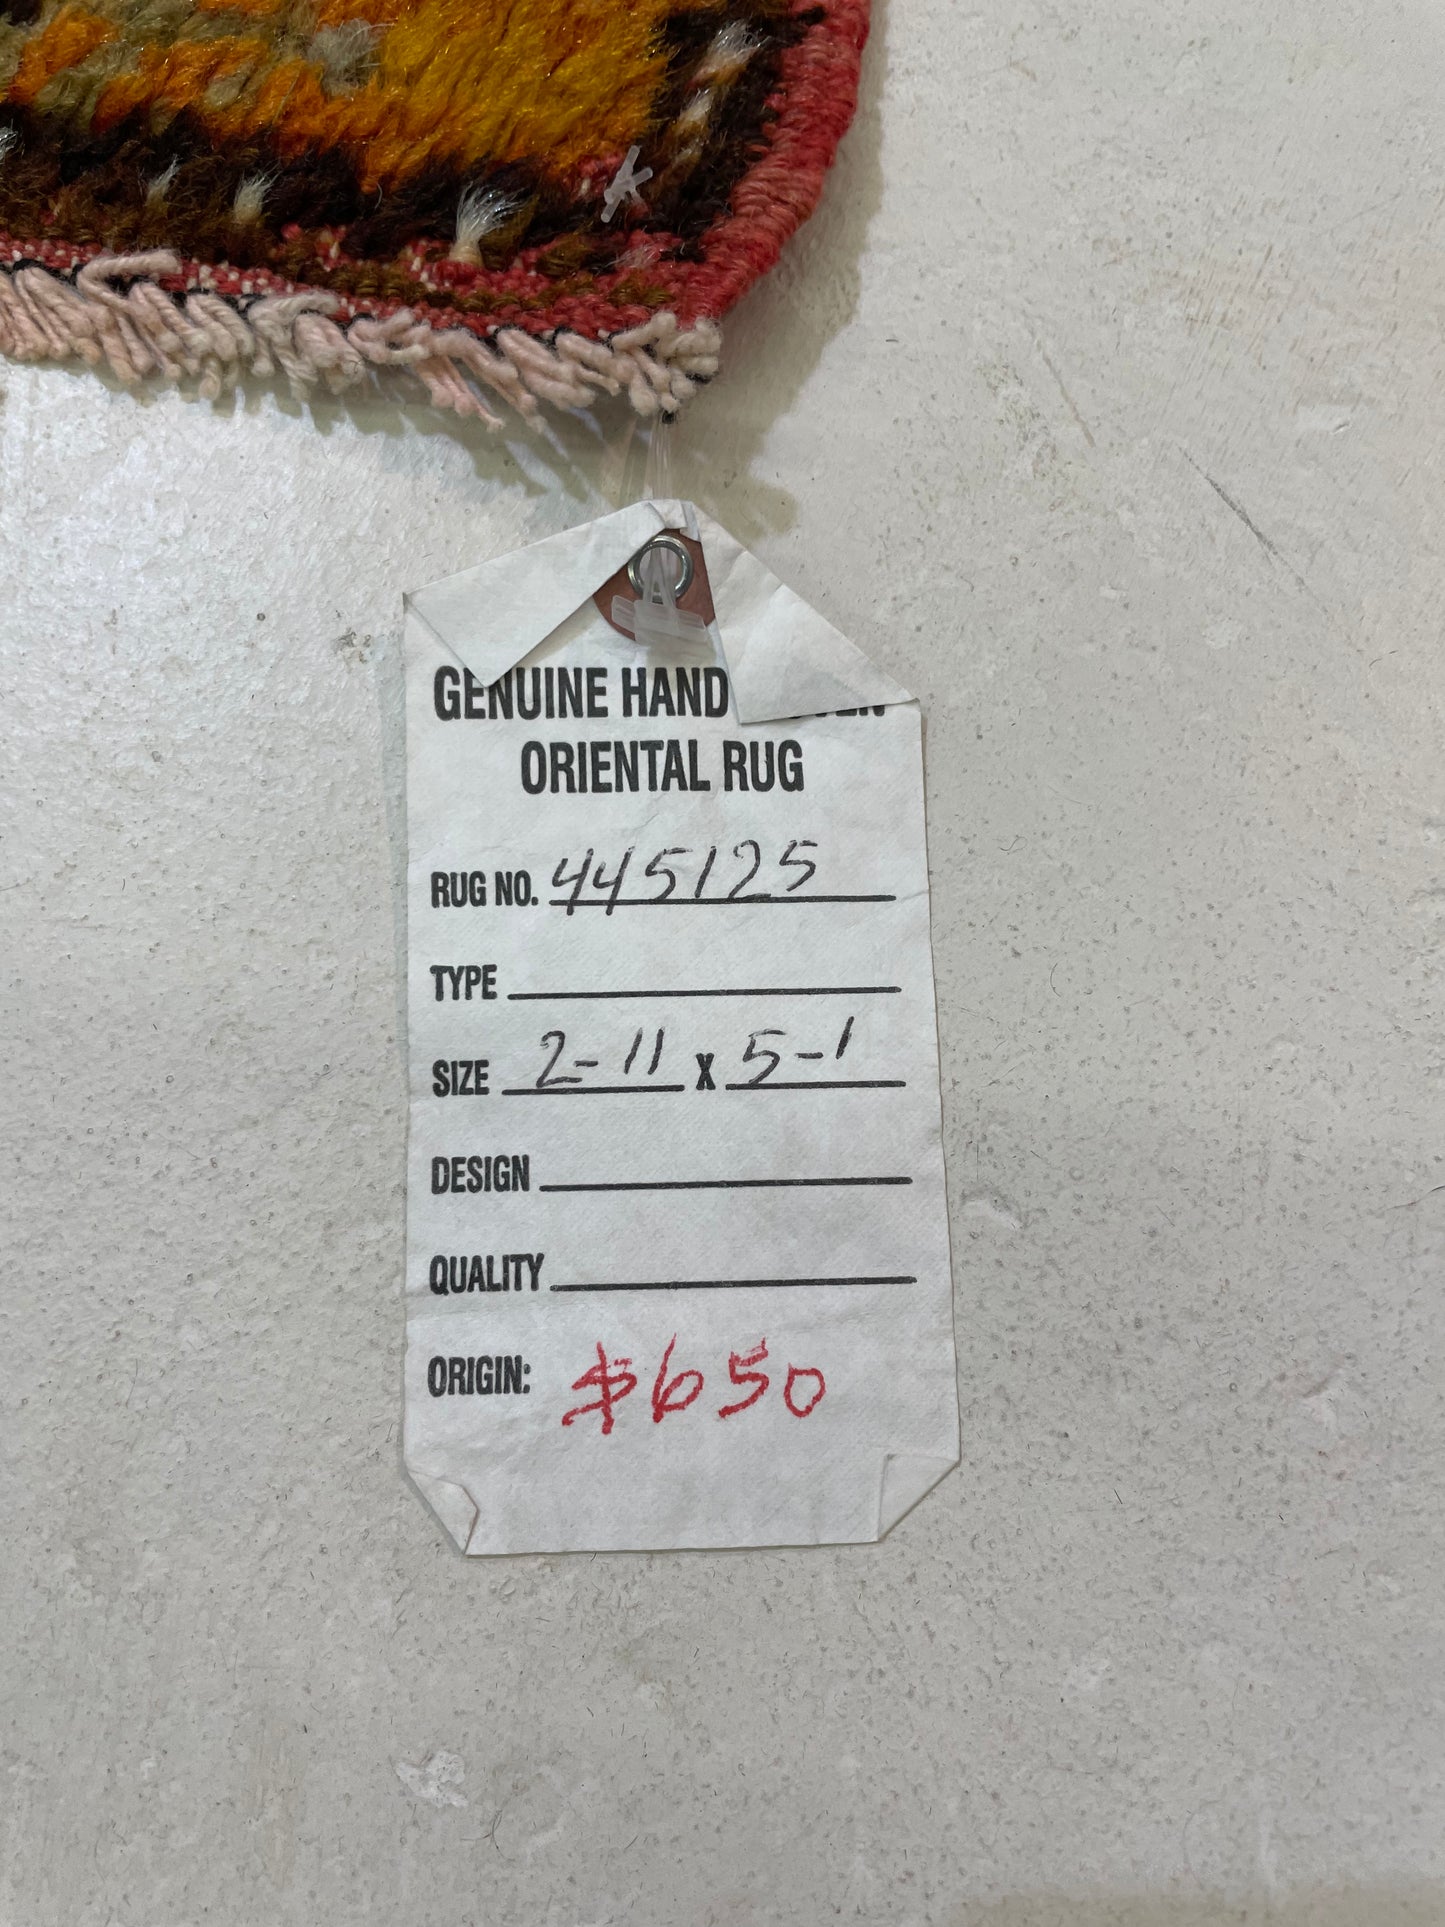 GENUINE HAND
ORIENTAL RUG
RUG NO. 445125
TYPE
SIZE 2-11 X 5-1
DESIGN
QUALITY
ORIGIN: $650